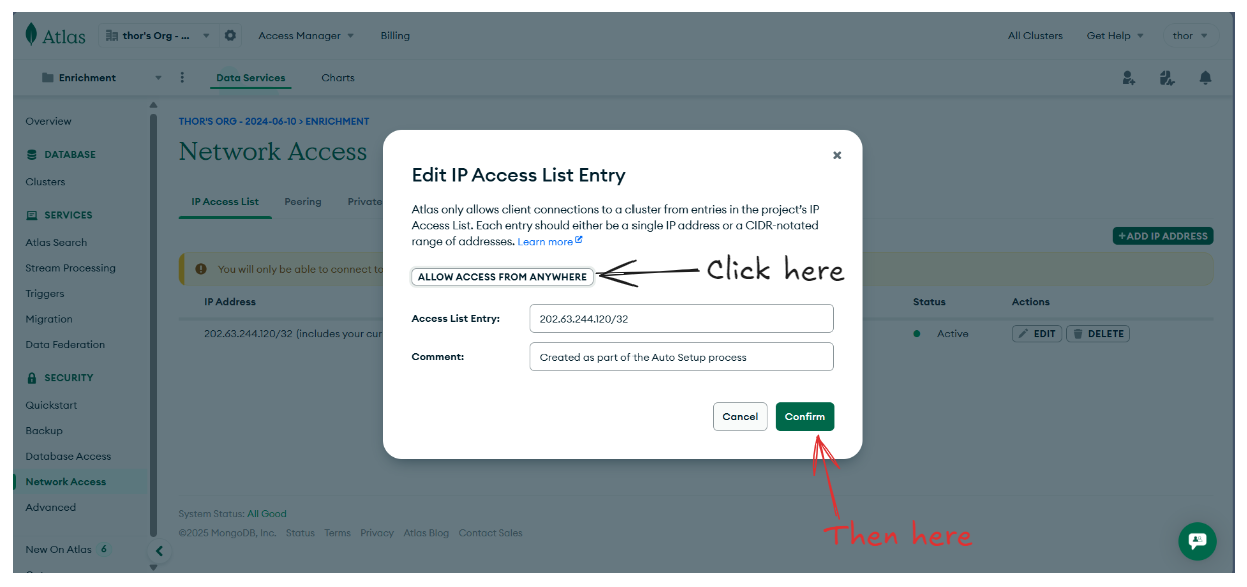 Atlas
thor's Org - ...
Access Manager
Billing
All Clusters
Get Help
thor
Enrichment
Data Services
Charts
Overview
DATABASE
Clusters
SERVICES
Atlas Search
Stream Processing
Triggers
Migration
Data Federation
SECURITY
Quickstart
Backup
Database Access
Network Access
Advanced
New On Atlas 6
THOR'S ORG - 2024-06-10 > ENRICHMENT
Network Access
IP Access List
Peering
Private
+ ADD IP ADDRESS
You will only be able to connect to
IP Address
Status
Actions
202.63.244.120/32 (includes your cur
Active
EDIT
DELETE
Edit IP Access List Entry
Atlas only allows client connections to a cluster from entries in the project's IP
Access List. Each entry should either be a single IP address or a CIDR-notated
range of addresses. Learn more
ALLOW ACCESS FROM ANYWHERE
Click here
Access List Entry:
202.63.244.120/32
Comment:
Created as part of the Auto Setup process
Cancel
Confirm
Then here
System Status: All Good
©2025 MongoDB, Inc.
Status
Terms
Privacy
Atlas Blog
Contact Sales